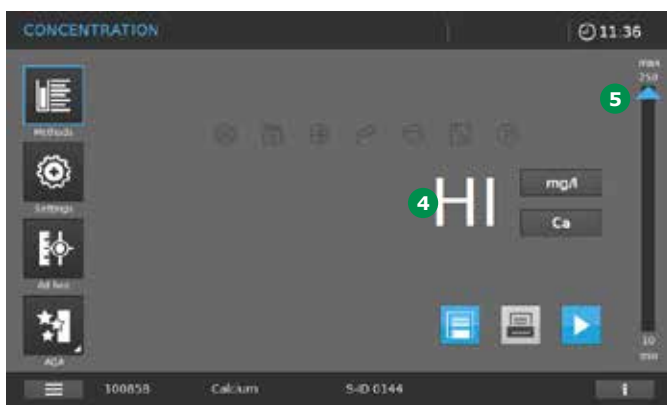 CONCENTRATION
11:36
max
250
5
Methods
Settings
4
HI
mg/l
Ca
Ad hoc
AQA
10
min
100858
Calcium
S-ID 0144
i